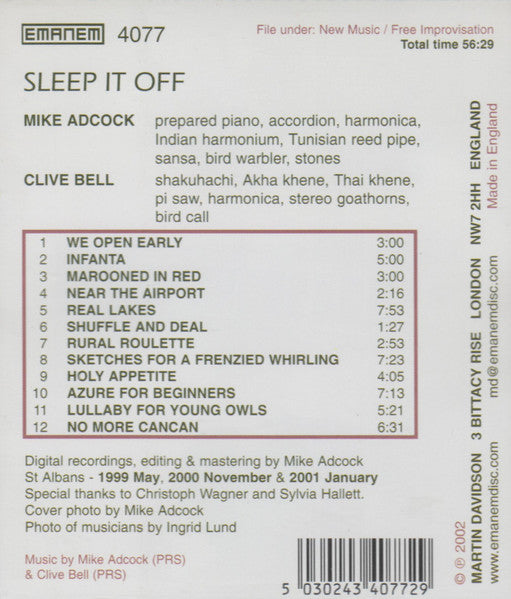 EMANEM 4077
File under: New Music / Free Improvisation
Total time 56:29
SLEEP IT OFF
MIKE ADCOCK prepared piano, accordion, harmonica,
Indian harmonium, Tunisian reed pipe,
sansa, bird warbler, stones
CLIVE BELL shakuhachi, Akha khene, Thai khene,
pi saw, harmonica, stereo goathorns,
bird call
1 WE OPEN EARLY 3:00
2 INFANTA 5:00
3 MAROONED IN RED 3:00
4 NEAR THE AIRPORT 2:16
5 REAL LAKES 7:53
6 SHUFFLE AND DEAL 1:27
7 RURAL ROULETTE 2:53
8 SKETCHES FOR A FRENZIED WHIRLING 7:23
9 HOLY APPETITE 4:05
10 AZURE FOR BEGINNERS 7:13
11 LULLABY FOR YOUNG OWLS 5:21
12 NO MORE CANCAN 6:31
Digital recordings, editing & mastering by Mike Adcock
St Albans - 1999 May, 2000 November & 2001 January
Special thanks to Christoph Wagner and Sylvia Hallett.
Cover photo by Mike Adcock
Photo of musicians by Ingrid Lund
Music by Mike Adcock (PRS)
& Clive Bell (PRS)
5 030243 407729
© ℗ 2002
MARTIN DAVIDSON 3 BITTACY RISE LONDON NW7 2HH ENGLAND
www.emanemdisc.com md@emanemdisc.com Made in England